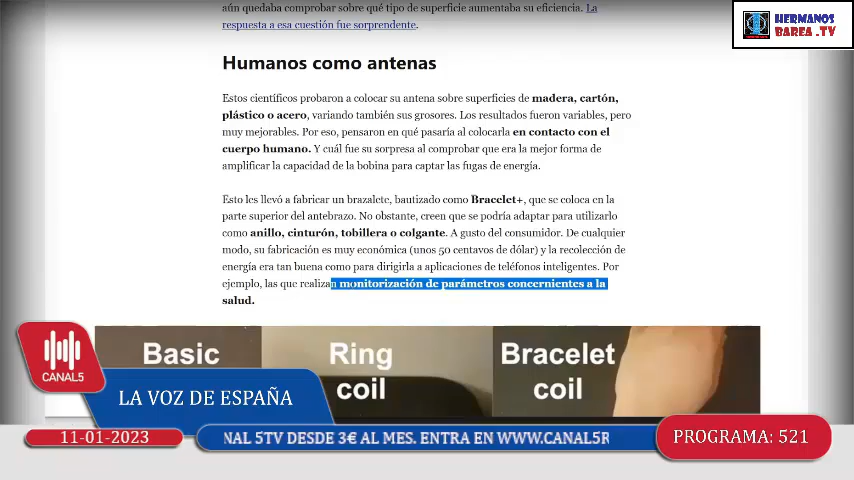 aún quedaba comprobar sobre qué tipo de superficie aumentaba su eficiencia. La
respuesta a esa cuestión fue sorprendente.
HERMANOS
BAREA .TV
Humanos como antenas
Estos científicos probaron a colocar su antena sobre superficies de madera, cartón,
plástico o acero, variando también sus grosores. Los resultados fueron variables, pero
muy mejorables. Por eso, pensaron en qué pasaría al colocarla en contacto con el
cuerpo humano. Y cuál fue su sorpresa al comprobar que era la mejor forma de
amplificar la capacidad de la bobina para captar las fugas de energía.
Esto les llevó a fabricar un brazalete, bautizado como Bracelet+, que se coloca en la
parte superior del antebrazo. No obstante, creen que se podría adaptar para utilizarlo
como anillo, cinturón, tobillera o colgante. A gusto del consumidor. De cualquier
modo, su fabricación es muy económica (unos 50 centavos de dólar) y la recolección de
energía era tan buena como para dirigirla a aplicaciones de teléfonos inteligentes. Por
ejemplo, las que realizan monitorización de parámetros concernientes a la
salud.
Basic
Ring
coil
Bracelet
coil
CANAL5
LA VOZ DE ESPAÑA
11-01-2023
NAL 5TV DESDE 3€ AL MES. ENTRA EN WWW.CANAL5R
PROGRAMA: 521